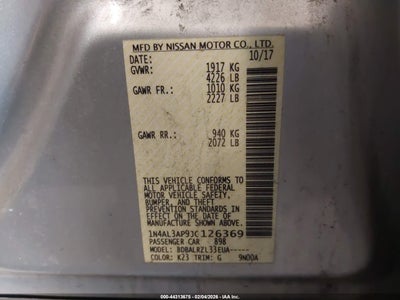 MFD BY NISSAN MOTOR CO., LTD.
DATE: 10/17
GVWR: 1917 KG
4226 LB
GAWR FR.: 1010 KG
2227 LB
GAWR RR.: 940 KG
2072 LB
THIS VEHICLE CONFORMS TO
ALL APPLICABLE FEDERAL
MOTOR VEHICLE SAFETY,
BUMPER, AND THEFT
PREVENTION STANDARDS
IN EFFECT ON THE DATE OF
MANUFACTURE SHOWN ABOVE.
1N4AL3AP9JC126369
PASSENGER CAR 898
MODEL: BDBALRZL33EUA-----
COLOR: K23 TRIM: G 9N00A
000-44313675 - 02/04/2026 - IAA Inc.